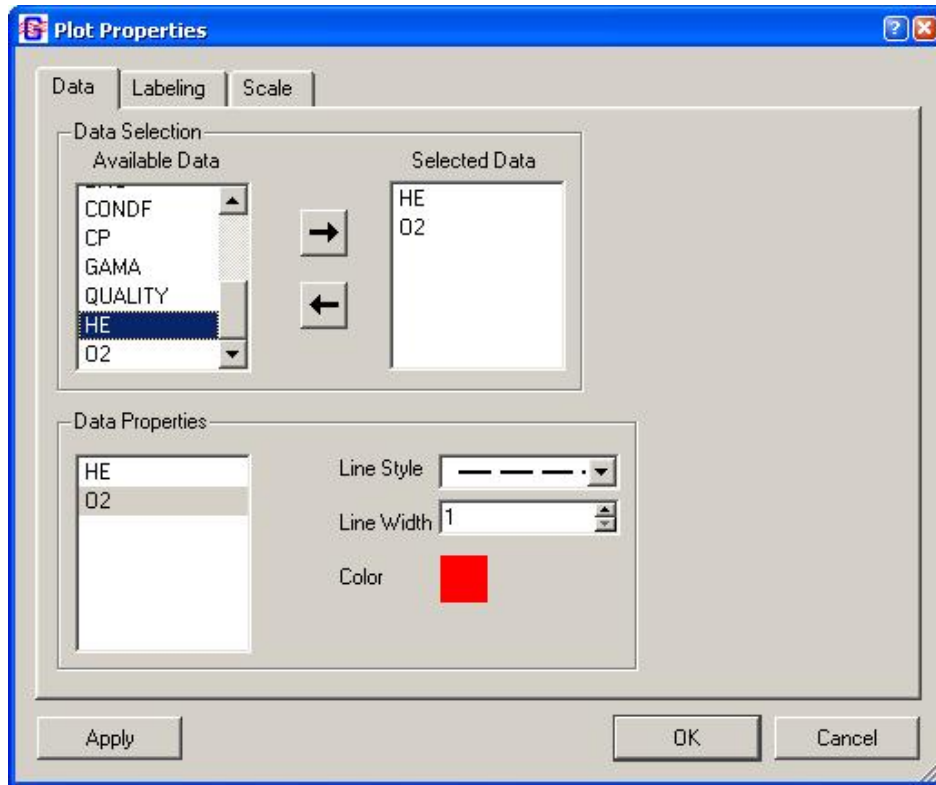 Plot Properties
Data
Labeling
Scale
Data Selection
Available Data
Selected Data
CONDF
CP
GAMA
QUALITY
HE
O2
HE
O2
Data Properties
HE
O2
Line Style
Line Width 1
Color
Apply
OK
Cancel